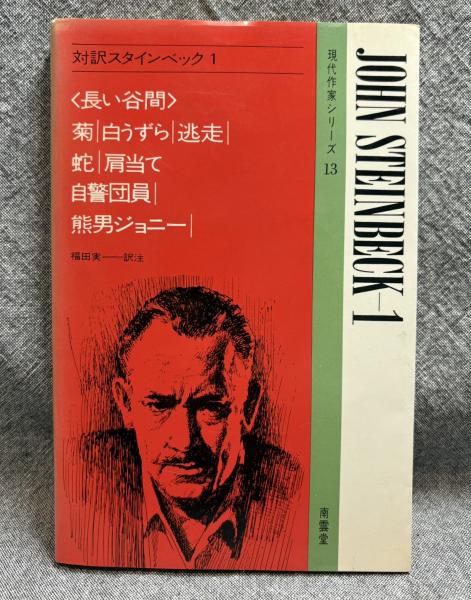 対訳スタインベック1
〈長い谷間〉
菊|白うずら|逃走|
蛇|肩当て
自警団員|
熊男ジョニー|
福田実——訳注
現代作家シリーズ 13
南雲堂
JOHN STEINBECK—1